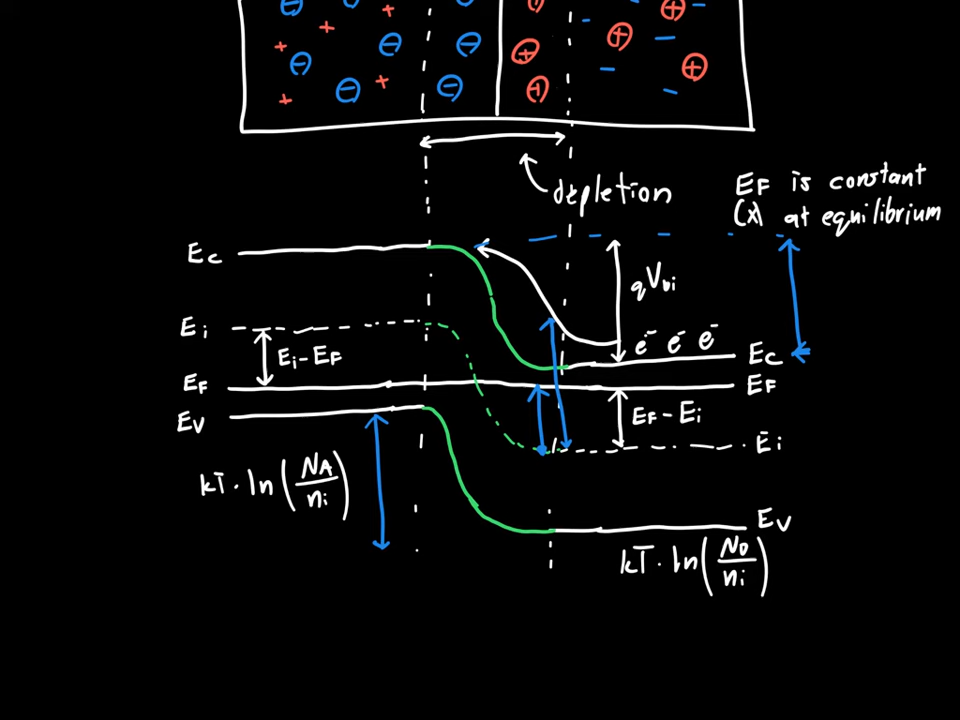 depletion
EF is constant
(x) at equilibrium
Ec
qVbi
e⁻ e⁻ e⁻
Ei
Ei-EF
Ec
EF
EF
Ev
EF-Ei
Ei
kT·ln(NA/ni)
Ev
kT·ln(ND/ni)